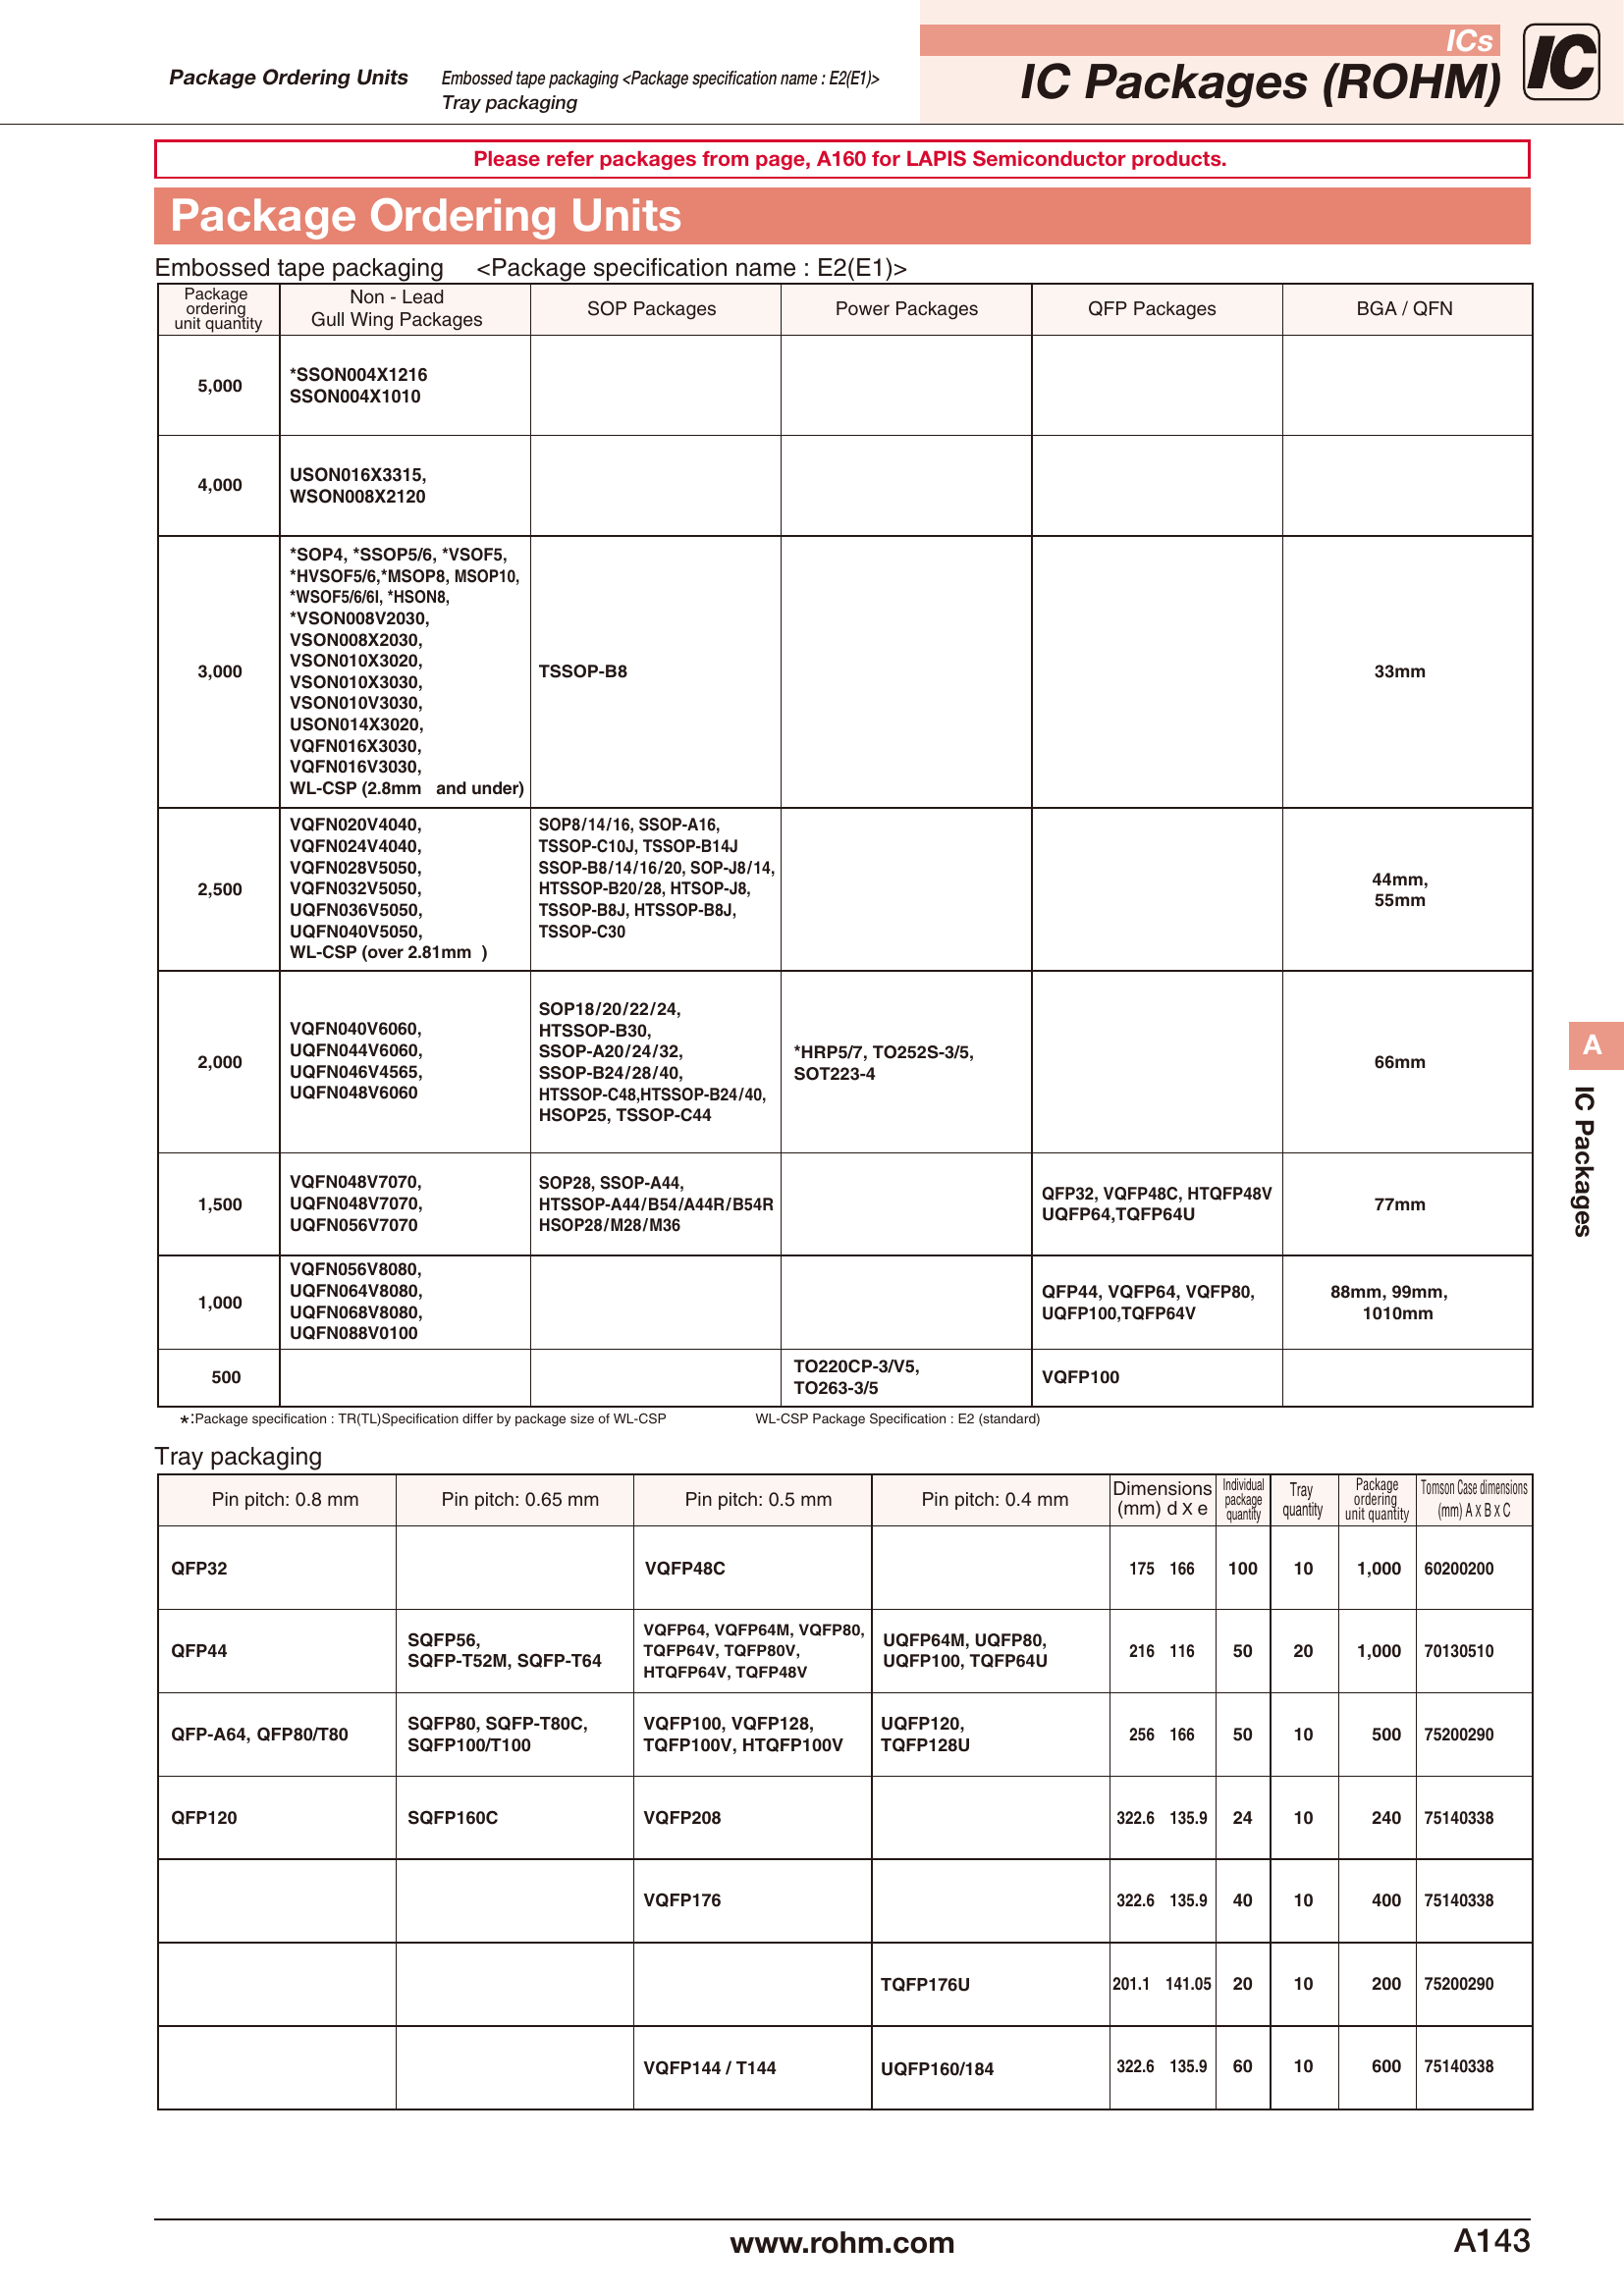 Package Ordering Units
Embossed tape packaging <Package specification name : E2(E1)>
Tray packaging
ICs
IC Packages (ROHM)
IC
Please refer packages from page, A160 for LAPIS Semiconductor products.
Package Ordering Units
Embossed tape packaging <Package specification name : E2(E1)>
Package
ordering
unit quantity
Non - Lead
Gull Wing Packages
SOP Packages
Power Packages
QFP Packages
BGA / QFN
5,000
*SSON004X1216
SSON004X1010
4,000
USON016X3315,
WSON008X2120
3,000
*SOP4, *SSOP5/6, *VSOF5,
*HVSOF5/6,*MSOP8, MSOP10,
*WSOF5/6/6I, *HSON8,
*VSON008V2030,
VSON008X2030,
VSON010X3020,
VSON010X3030,
VSON010V3030,
USON014X3020,
VQFN016X3030,
VQFN016V3030,
WL-CSP (2.8mm and under)
TSSOP-B8
33mm
2,500
VQFN020V4040,
VQFN024V4040,
VQFN028V5050,
VQFN032V5050,
UQFN036V5050,
UQFN040V5050,
WL-CSP (over 2.81mm )
SOP8/14/16, SSOP-A16,
TSSOP-C10J, TSSOP-B14J
SSOP-B8/14/16/20, SOP-J8/14,
HTSSOP-B20/28, HTSOP-J8,
TSSOP-B8J, HTSSOP-B8J,
TSSOP-C30
44mm,
55mm
2,000
VQFN040V6060,
UQFN044V6060,
UQFN046V4565,
UQFN048V6060
SOP18/20/22/24,
HTSSOP-B30,
SSOP-A20/24/32,
SSOP-B24/28/40,
HTSSOP-C48,HTSSOP-B24/40,
HSOP25, TSSOP-C44
*HRP5/7, TO252S-3/5,
SOT223-4
66mm
1,500
VQFN048V7070,
UQFN048V7070,
UQFN056V7070
SOP28, SSOP-A44,
HTSSOP-A44/B54/A44R/B54R
HSOP28/M28/M36
QFP32, VQFP48C, HTQFP48V
UQFP64,TQFP64U
77mm
1,000
VQFN056V8080,
UQFN064V8080,
UQFN068V8080,
UQFN088V0100
QFP44, VQFP64, VQFP80,
UQFP100,TQFP64V
88mm, 99mm,
1010mm
500
TO220CP-3/V5,
TO263-3/5
VQFP100
*:Package specification : TR(TL)Specification differ by package size of WL-CSP WL-CSP Package Specification : E2 (standard)
Tray packaging
Pin pitch: 0.8 mm
Pin pitch: 0.65 mm
Pin pitch: 0.5 mm
Pin pitch: 0.4 mm
Dimensions
(mm) d X e
Individual
package
quantity
Tray
quantity
Package
ordering
unit quantity
Tomson Case dimensions
(mm) A X B X C
QFP32
VQFP48C
175 166
100
10
1,000
60200200
QFP44
SQFP56,
SQFP-T52M, SQFP-T64
VQFP64, VQFP64M, VQFP80,
TQFP64V, TQFP80V,
HTQFP64V, TQFP48V
UQFP64M, UQFP80,
UQFP100, TQFP64U
216 116
50
20
1,000
70130510
QFP-A64, QFP80/T80
SQFP80, SQFP-T80C,
SQFP100/T100
VQFP100, VQFP128,
TQFP100V, HTQFP100V
UQFP120,
TQFP128U
256 166
50
10
500
75200290
QFP120
SQFP160C
VQFP208
322.6 135.9
24
10
240
75140338
VQFP176
322.6 135.9
40
10
400
75140338
TQFP176U
201.1 141.05
20
10
200
75200290
VQFP144 / T144
UQFP160/184
322.6 135.9
60
10
600
75140338
A
IC Packages
www.rohm.com
A143